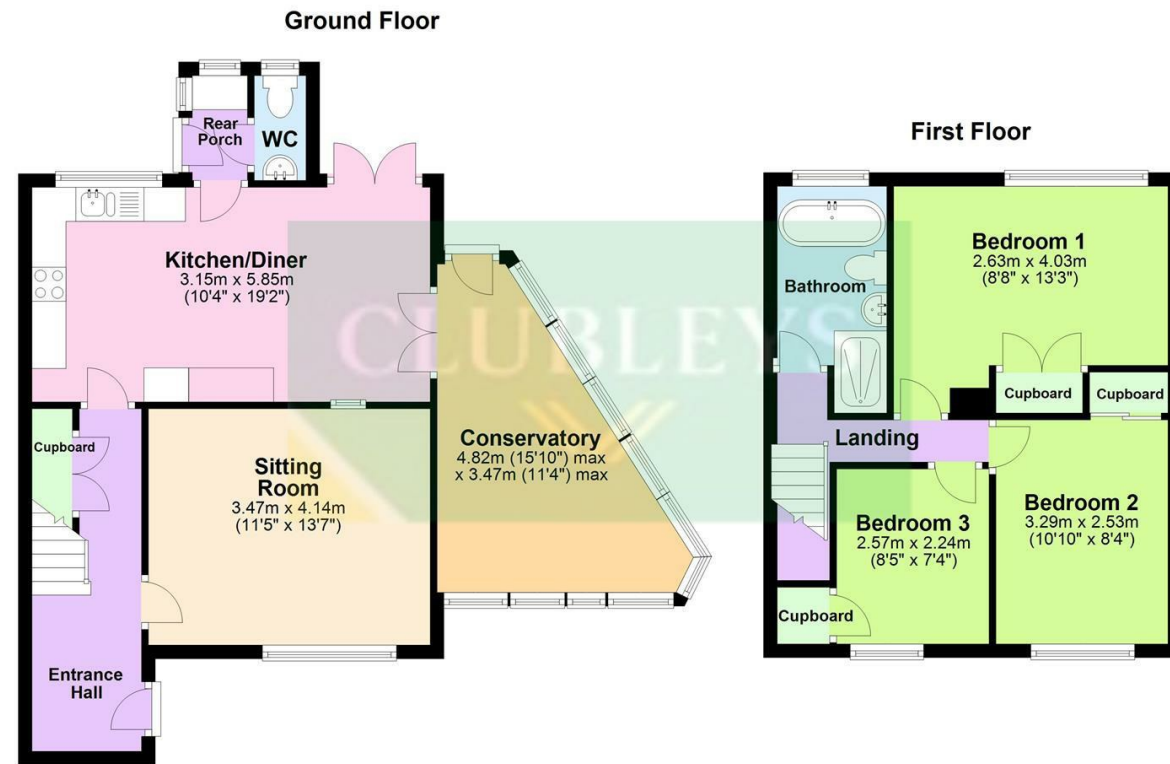 Ground Floor
Rear
Porch
WC
Kitchen/Diner
3.15m x 5.85m
(10'4" x 19'2")
Cupboard
Sitting
Room
3.47m x 4.14m
(11'5" x 13'7")
Conservatory
4.82m (15'10") max
x 3.47m (11'4") max
Entrance
Hall
CLUBLEYS
First Floor
Bathroom
Bedroom 1
2.63m x 4.03m
(8'8" x 13'3")
Cupboard
Cupboard
Landing
Bedroom 2
3.29m x 2.53m
(10'10" x 8'4")
Bedroom 3
2.57m x 2.24m
(8'5" x 7'4")
Cupboard